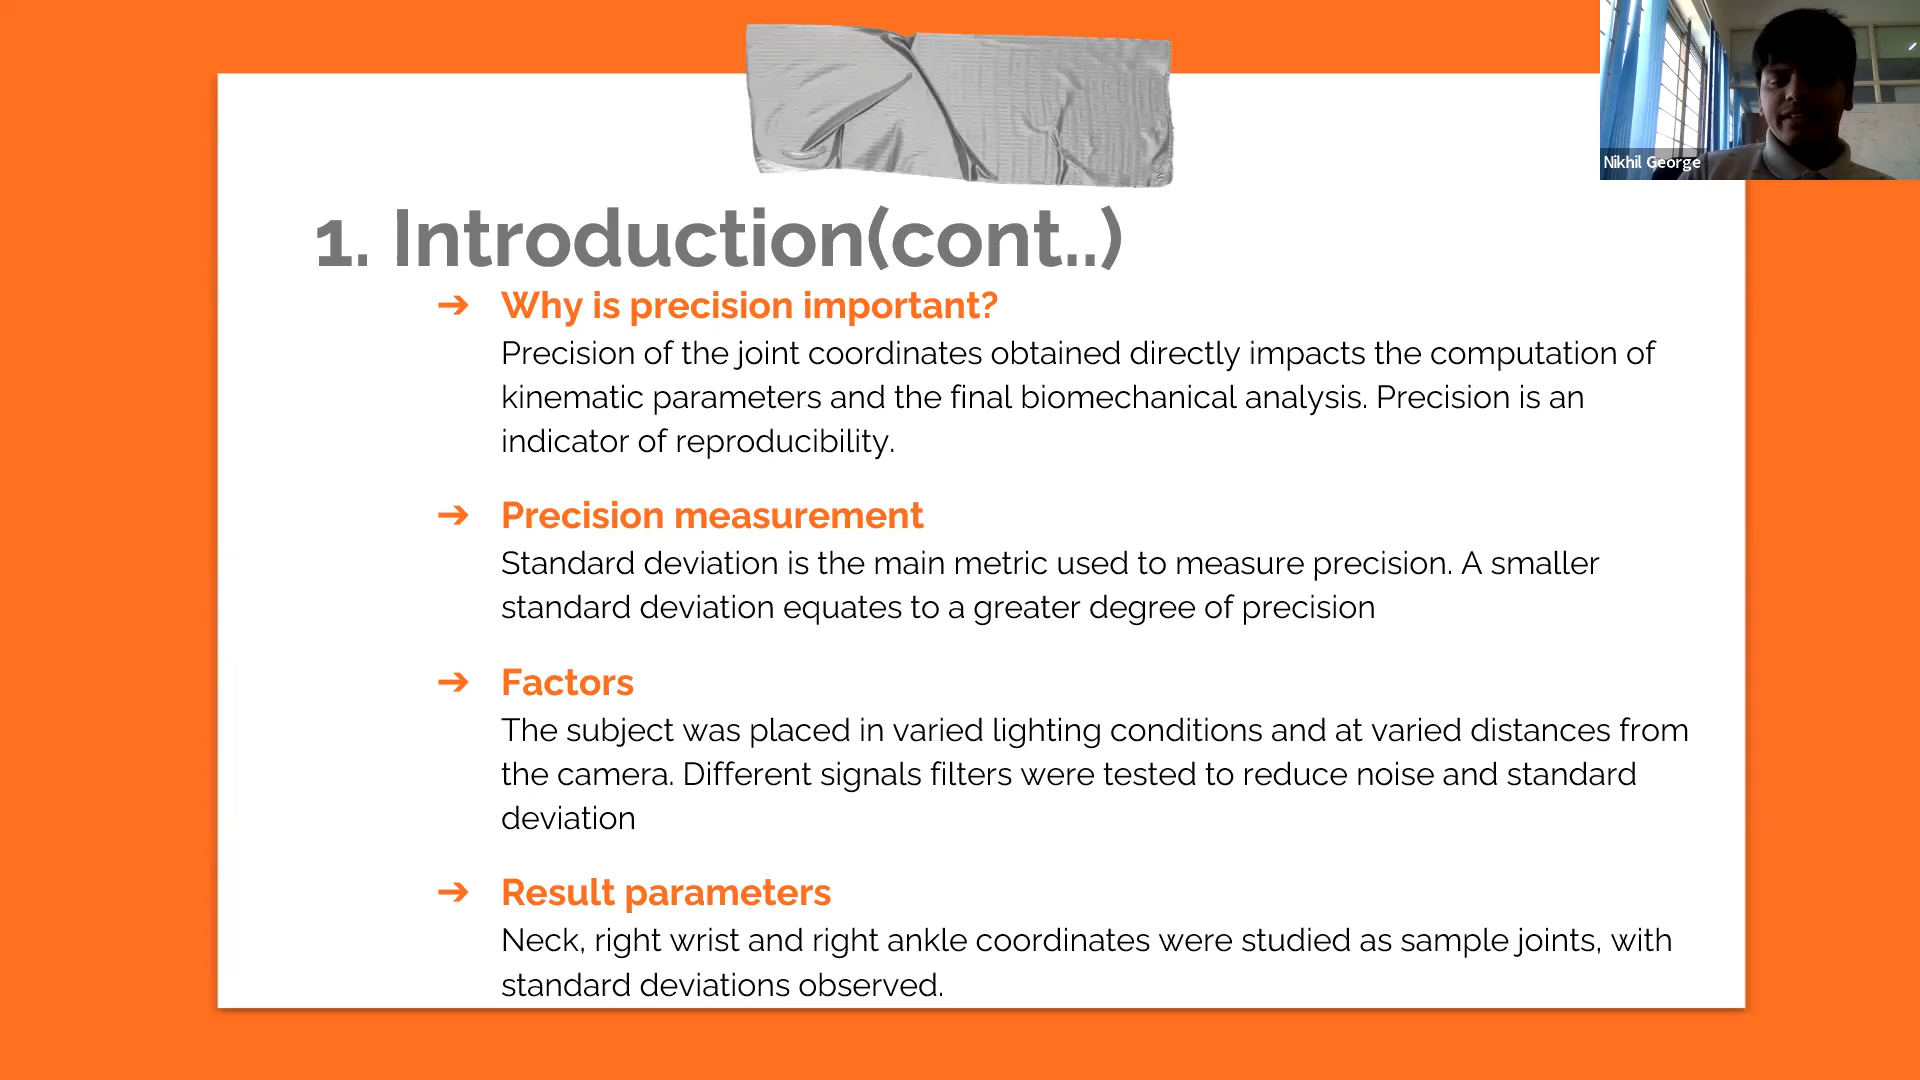 Nikhil George
1. Introduction(cont..)
➔ Why is precision important?
Precision of the joint coordinates obtained directly impacts the computation of
kinematic parameters and the final biomechanical analysis. Precision is an
indicator of reproducibility.
➔ Precision measurement
Standard deviation is the main metric used to measure precision. A smaller
standard deviation equates to a greater degree of precision
➔ Factors
The subject was placed in varied lighting conditions and at varied distances from
the camera. Different signals filters were tested to reduce noise and standard
deviation
➔ Result parameters
Neck, right wrist and right ankle coordinates were studied as sample joints, with
standard deviations observed.